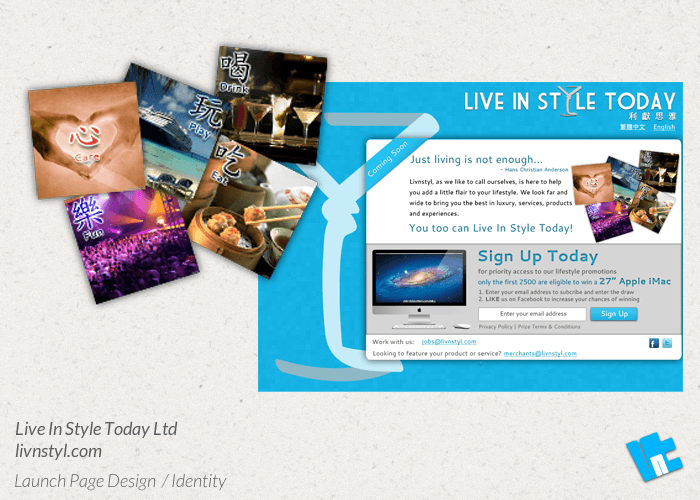 喝
Drink
玩
Play
心
Care
吃
Eat
樂
Fun
LIVE IN STYLE TODAY
利獻思雅
繁體中文 English
Coming Soon
Just living is not enough...
- Hans Christian Anderson
Livnstyl, as we like to call ourselves, is here to help
you add a little flair to your lifestyle. We look far and
wide to bring you the best in luxury, services, products
and experiences.
You too can Live In Style Today!
Sign Up Today
for priority access to our lifestyle promotions
only the first 2500 are eligible to win a 27" Apple iMac
1. Enter your email address to subcribe and enter the draw
2. LIKE us on Facebook to increase your chances of winning
Enter your email address
Sign Up
Privacy Policy | Prize Terms & Conditions
Work with us: jobs@livnstyl.com
Looking to feature your product or service? merchants@livnstyl.com
Live In Style Today Ltd
livnstyl.com
Launch Page Design / Identity